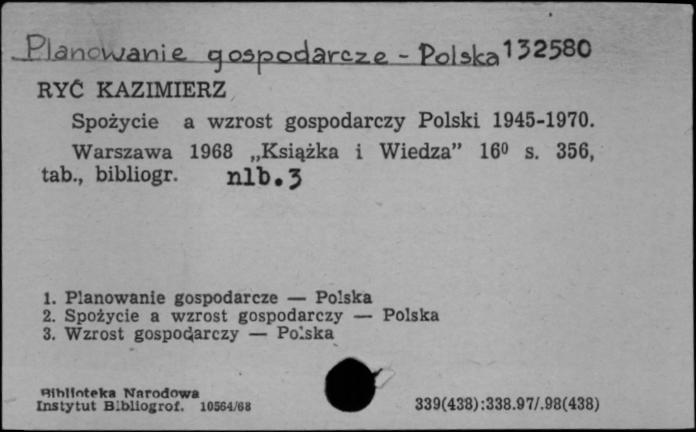 Planowanie gospodarcze - Polska 132580
RYĆ KAZIMIERZ
Spożycie a wzrost gospodarczy Polski 1945-1970.
Warszawa 1968 „Książka i Wiedza” 16⁰ s. 356,
tab., bibliogr. nlb.3
1. Planowanie gospodarcze — Polska
2. Spożycie a wzrost gospodarczy — Polska
3. Wzrost gospodarczy — Polska
Biblioteka Narodowa
Instytut Bibliogrof. 10564/68
339(438):338.97/.98(438)